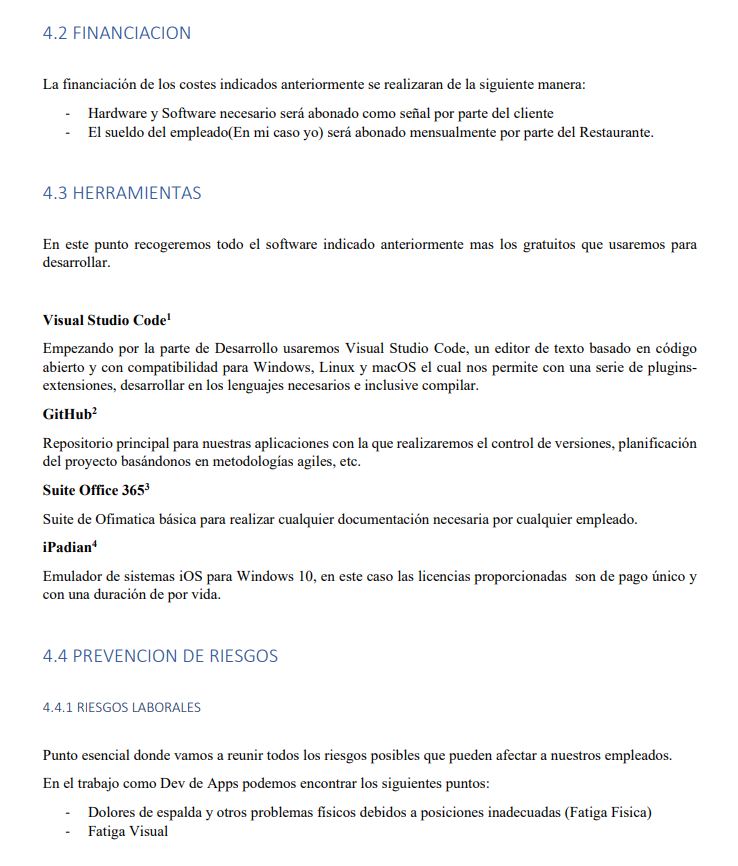 4.2 FINANCIACION
La financiación de los costes indicados anteriormente se realizaran de la siguiente manera:
- Hardware y Software necesario será abonado como señal por parte del cliente
- El sueldo del empleado(En mi caso yo) será abonado mensualmente por parte del Restaurante.
4.3 HERRAMIENTAS
En este punto recogeremos todo el software indicado anteriormente mas los gratuitos que usaremos para
desarrollar.
Visual Studio Code¹
Empezando por la parte de Desarrollo usaremos Visual Studio Code, un editor de texto basado en código
abierto y con compatibilidad para Windows, Linux y macOS el cual nos permite con una serie de plugins-
extensiones, desarrollar en los lenguajes necesarios e inclusive compilar.
GitHub²
Repositorio principal para nuestras aplicaciones con la que realizaremos el control de versiones, planificación
del proyecto basándonos en metodologías agiles, etc.
Suite Office 365³
Suite de Ofimatica básica para realizar cualquier documentación necesaria por cualquier empleado.
iPadian⁴
Emulador de sistemas iOS para Windows 10, en este caso las licencias proporcionadas son de pago único y
con una duración de por vida.
4.4 PREVENCION DE RIESGOS
4.4.1 RIESGOS LABORALES
Punto esencial donde vamos a reunir todos los riesgos posibles que pueden afectar a nuestros empleados.
En el trabajo como Dev de Apps podemos encontrar los siguientes puntos:
- Dolores de espalda y otros problemas físicos debidos a posiciones inadecuadas (Fatiga Fisica)
- Fatiga Visual